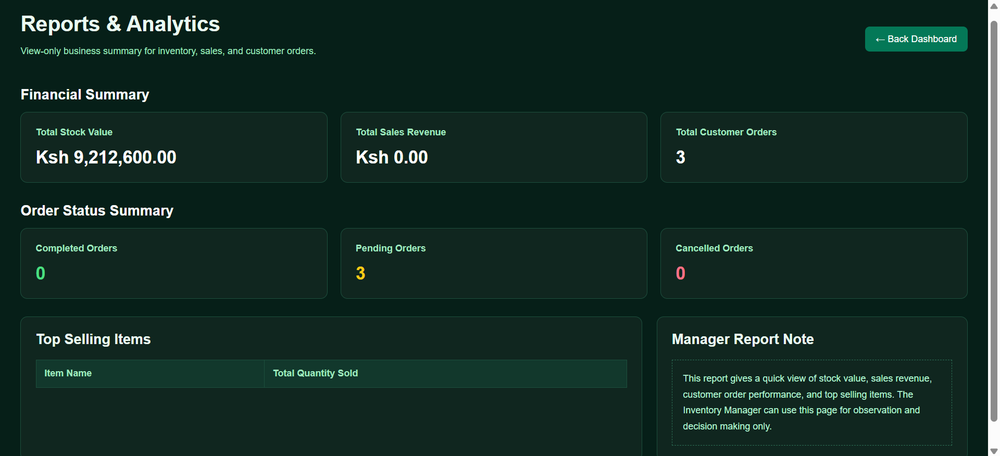 Reports & Analytics
View-only business summary for inventory, sales, and customer orders.
← Back Dashboard
Financial Summary
Total Stock Value
Ksh 9,212,600.00
Total Sales Revenue
Ksh 0.00
Total Customer Orders
3
Order Status Summary
Completed Orders
0
Pending Orders
3
Cancelled Orders
0
Top Selling Items
Item Name
Total Quantity Sold
Manager Report Note
This report gives a quick view of stock value, sales revenue,
customer order performance, and top selling items. The
Inventory Manager can use this page for observation and
decision making only.